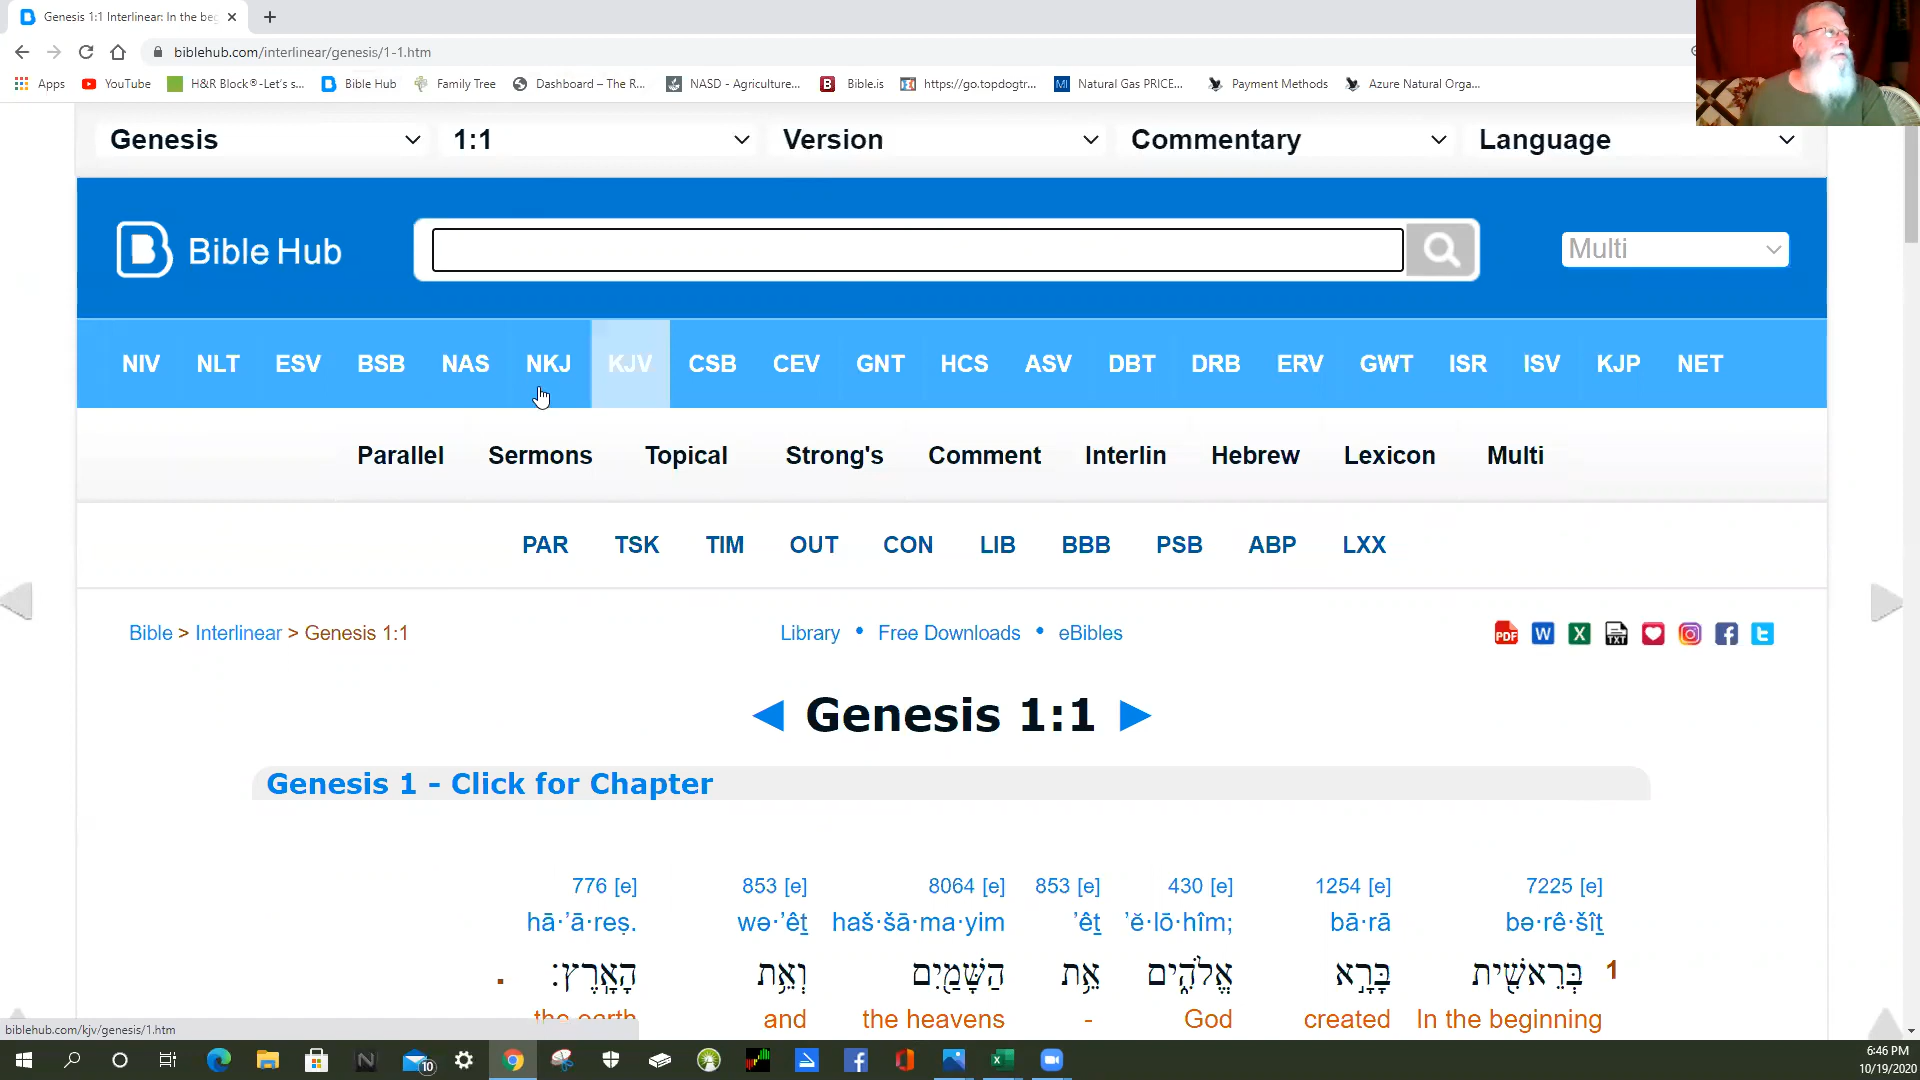 Genesis 1:1 Interlinear: In the beg
biblehub.com/interlinear/genesis/1-1.htm
Apps YouTube H&R Block®-Let's s... Bible Hub Family Tree Dashboard – The R... NASD - Agriculture... Bible.is https://go.topdogtr... Natural Gas PRICE... Payment Methods Azure Natural Orga...
Genesis 1:1 Version Commentary Language
Bible Hub Multi
NIV NLT ESV BSB NAS NKJ KJV CSB CEV GNT HCS ASV DBT DRB ERV GWT ISR ISV KJP NET
Parallel Sermons Topical Strong's Comment Interlin Hebrew Lexicon Multi
PAR TSK TIM OUT CON LIB BBB PSB ABP LXX
Bible > Interlinear > Genesis 1:1 Library • Free Downloads • eBibles PDF W X TXT
◄ Genesis 1:1 ►
Genesis 1 - Click for Chapter
776 [e] 853 [e] 8064 [e] 853 [e] 430 [e] 1254 [e] 7225 [e]
hā·’ā·reṣ. wə·’êṯ haš·šā·ma·yim ’êṯ ’ĕ·lō·hîm; bā·rā bə·rê·šîṯ
1 בְּרֵאשִׁ֖ית בָּרָ֣א אֱלֹהִ֑ים אֵ֥ת הַשָּׁמַ֖יִם וְאֵ֥ת הָאָֽרֶץ׃ .
the earth and the heavens - God created In the beginning
biblehub.com/kjv/genesis/1.htm
10
6:46 PM
10/19/2020